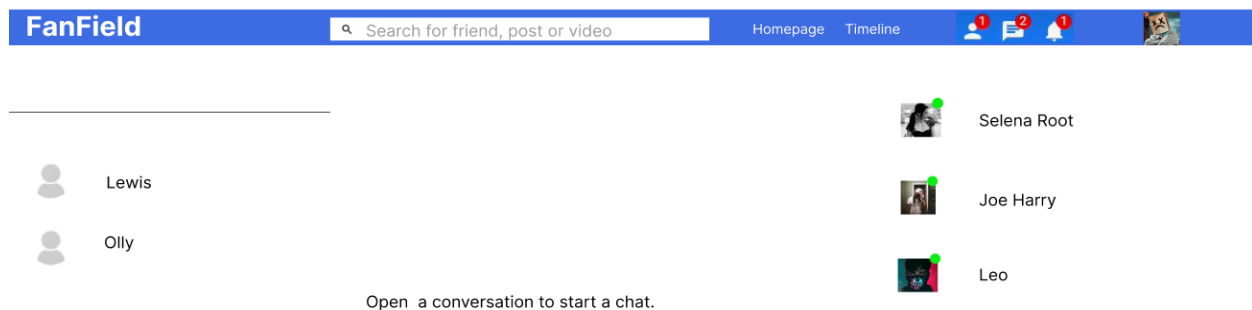 FanField
Search for friend, post or video
Homepage
Timeline
1
2
1
Selena Root
Lewis
Joe Harry
Olly
Leo
Open  a conversation to start a chat.